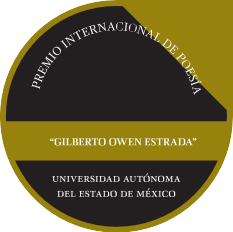 PREMIO INTERNACIONAL DE POESÍA
“GILBERTO OWEN ESTRADA”
UNIVERSIDAD AUTÓNOMA
DEL ESTADO DE MÉXICO